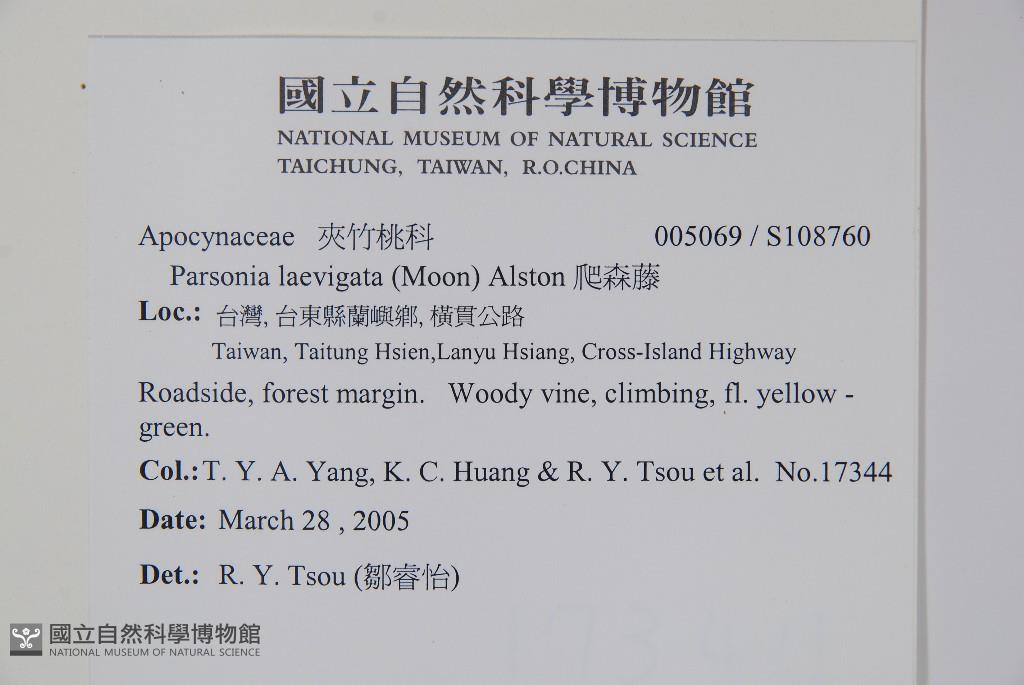 國立自然科學博物館
NATIONAL MUSEUM OF NATURAL SCIENCE
TAICHUNG, TAIWAN, R.O.CHINA
Apocynaceae 夾竹桃科 005069 / S108760
Parsonia laevigata (Moon) Alston 爬森藤
Loc.: 台灣, 台東縣蘭嶼鄉, 橫貫公路
Taiwan, Taitung Hsien,Lanyu Hsiang, Cross-Island Highway
Roadside, forest margin. Woody vine, climbing, fl. yellow -
green.
Col.: T. Y. A. Yang, K. C. Huang & R. Y. Tsou et al. No.17344
Date: March 28 , 2005
Det.: R. Y. Tsou (鄒睿怡)
國立自然科學博物館
NATIONAL MUSEUM OF NATURAL SCIENCE